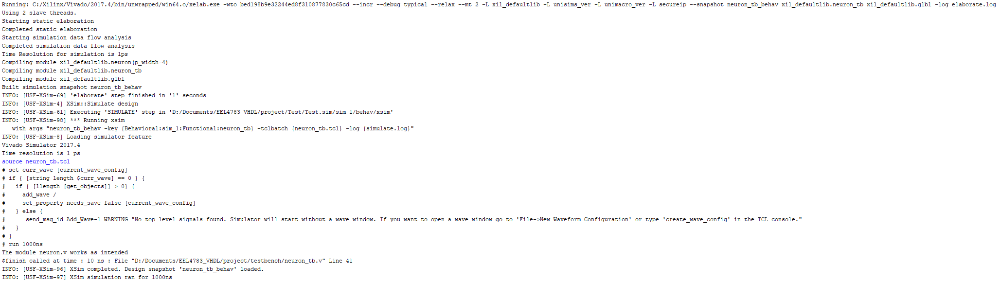 Running: C:/Xilinx/Vivado/2017.4/bin/unwrapped/win64.o/xelab.exe -wto bed198b9e32244ed8f310877830c65cd --incr --debug typical --relax --mt 2 -L xil_defaultlib -L unisims_ver -L unimacro_ver -L secureip --snapshot neuron_tb_behav xil_defaultlib.neuron_tb xil_defaultlib.glbl -log elaborate.log
Using 2 slave threads.
Starting static elaboration
Completed static elaboration
Starting simulation data flow analysis
Completed simulation data flow analysis
Time Resolution for simulation is 1ps
Compiling module xil_defaultlib.neuron(p_width=4)
Compiling module xil_defaultlib.neuron_tb
Compiling module xil_defaultlib.glbl
Built simulation snapshot neuron_tb_behav
INFO: [USF-XSim-69] 'elaborate' step finished in '1' seconds
INFO: [USF-XSim-4] XSim::Simulate design
INFO: [USF-XSim-61] Executing 'SIMULATE' step in 'D:/Documents/EEL4783_VHDL/project/Test/Test.sim/sim_1/behav/xsim'
INFO: [USF-XSim-98] *** Running xsim
   with args "neuron_tb_behav -key {Behavioral:sim_1:Functional:neuron_tb} -tclbatch {neuron_tb.tcl} -log {simulate.log}"
INFO: [USF-XSim-8] Loading simulator feature
Vivado Simulator 2017.4
Time resolution is 1 ps
source neuron_tb.tcl
# set curr_wave [current_wave_config]
# if { [string length $curr_wave] == 0 } {
#   if { [llength [get_objects]] > 0} {
#     add_wave /
#     set_property needs_save false [current_wave_config]
#   } else {
#      send_msg_id Add_Wave-1 WARNING "No top level signals found. Simulator will start without a wave window. If you want to open a wave window go to 'File->New Waveform Configuration' or type 'create_wave_config' in the TCL console."
#   }
# }
# run 1000ns
The module neuron.v works as intended
$finish called at time : 10 ns : File "D:/Documents/EEL4783_VHDL/project/testbench/neuron_tb.v" Line 41
INFO: [USF-XSim-96] XSim completed. Design snapshot 'neuron_tb_behav' loaded.
INFO: [USF-XSim-97] XSim simulation ran for 1000ns